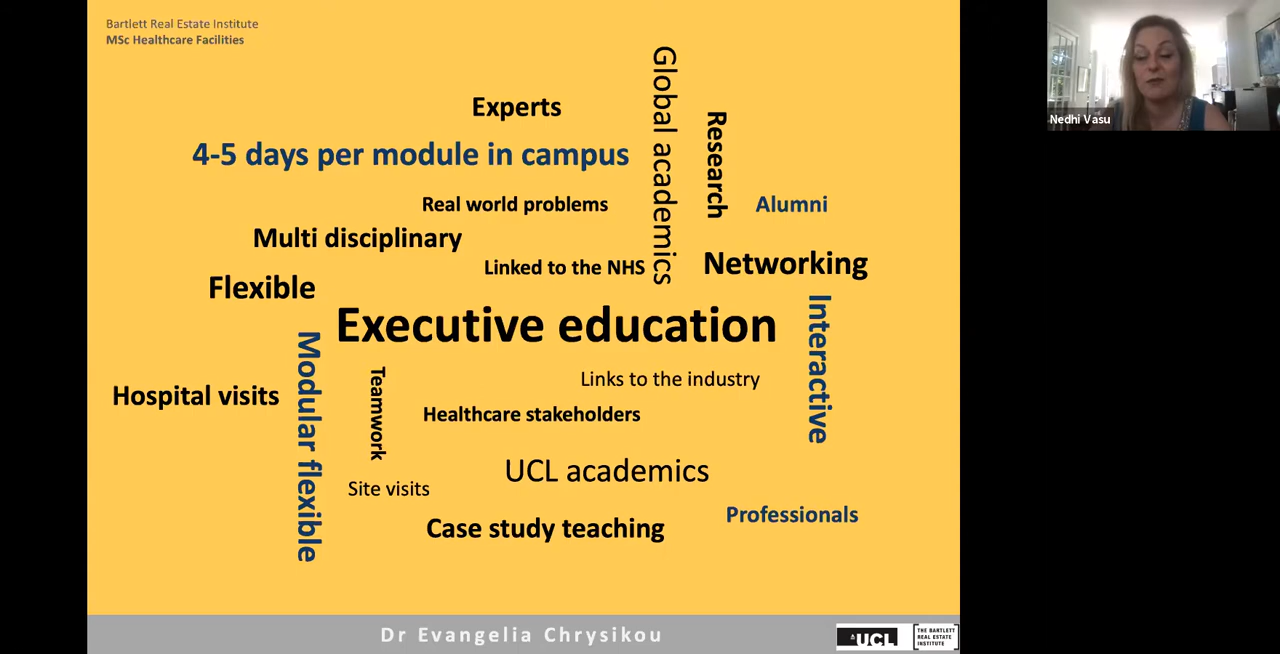 Bartlett Real Estate Institute
MSc Healthcare Facilities
Experts
Global academics
Research
4-5 days per module in campus
Real world problems
Alumni
Multi disciplinary
Linked to the NHS
Networking
Flexible
Executive education
Interactive
Modular flexible
Teamwork
Links to the industry
Hospital visits
Healthcare stakeholders
UCL academics
Site visits
Professionals
Case study teaching
Dr Evangelia Chrysikou
UCL
THE BARTLETT
REAL ESTATE
INSTITUTE
Nedhi Vasu